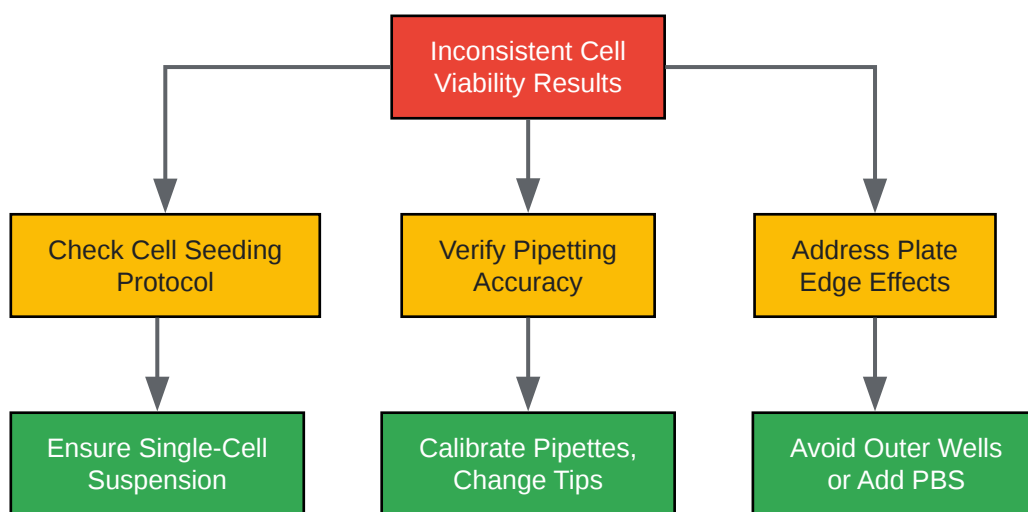 Inconsistent Cell
Viability Results
Check Cell Seeding
Protocol
Verify Pipetting
Accuracy
Address Plate
Edge Effects
Ensure Single-Cell
Suspension
Calibrate Pipettes,
Change Tips
Avoid Outer Wells
or Add PBS